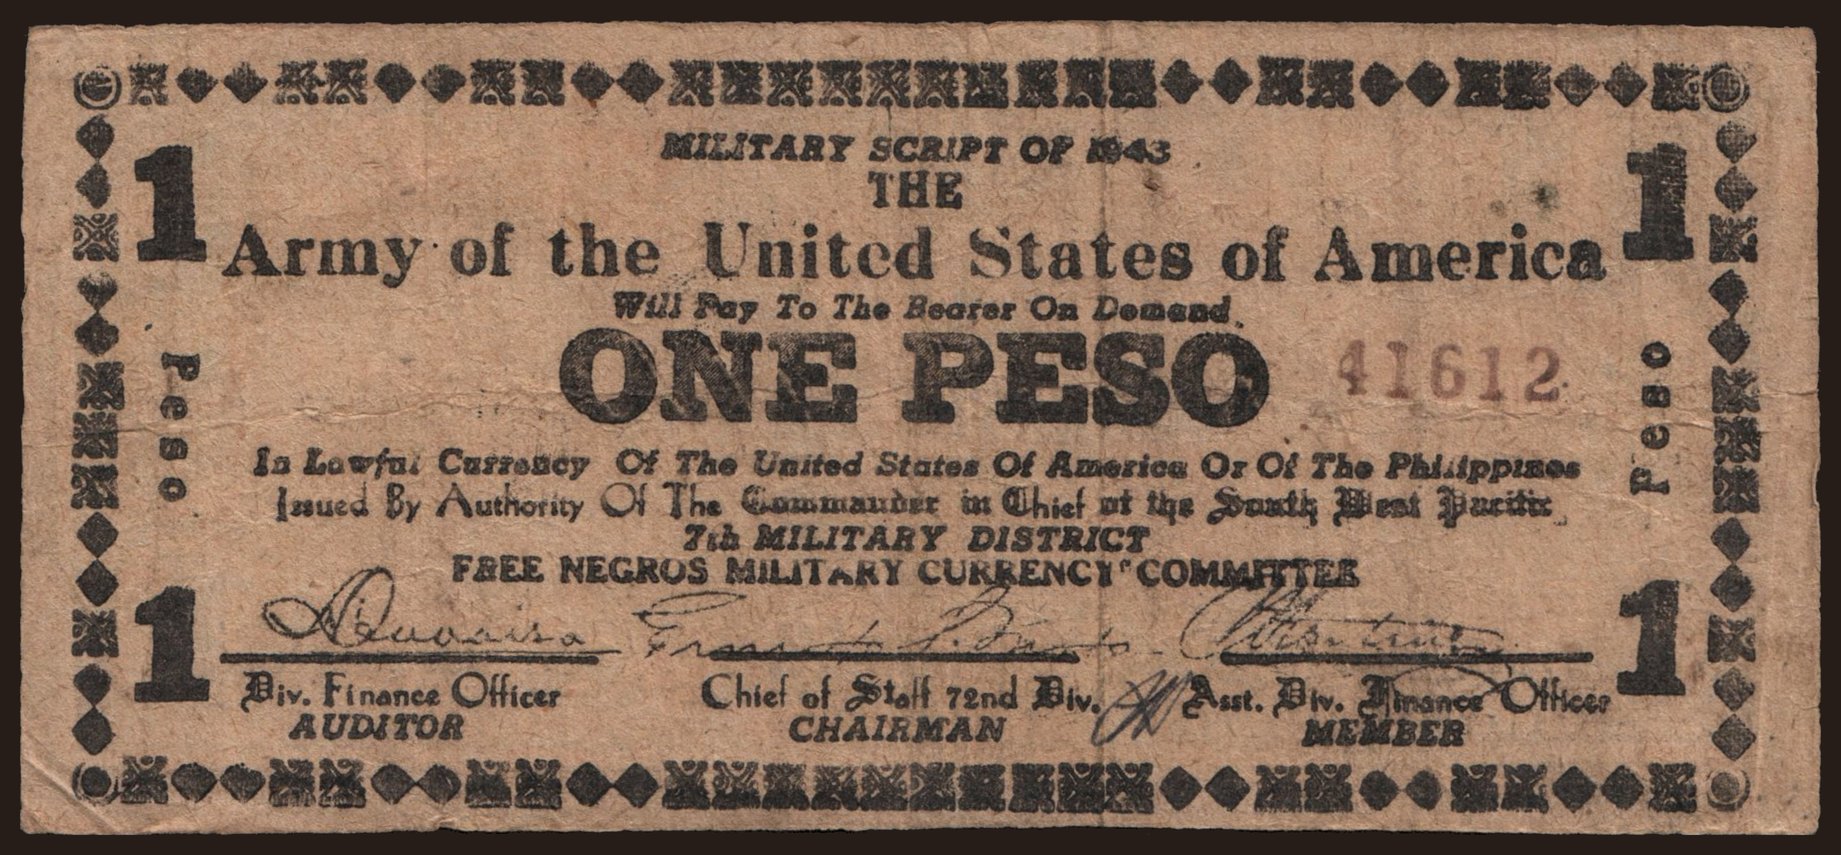 MILITARY SCRIPT OF 1943
THE
1 1
Army of the United States of America
Will Pay To The Bearer On Demand.
ONE PESO
41612
Peso Peso
In Lawful Currency Of The United States Of America Or Of The Philippines
Issued By Authority Of The Commander in Chief of the South West Pacific
7th MILITARY DISTRICT
FREE NEGROS MILITARY CURRENCY COMMITTEE
1 1
Div. Finance Officer Chief of Staff 72nd Div. Asst. Div. Finance Officer
AUDITOR CHAIRMAN MEMBER